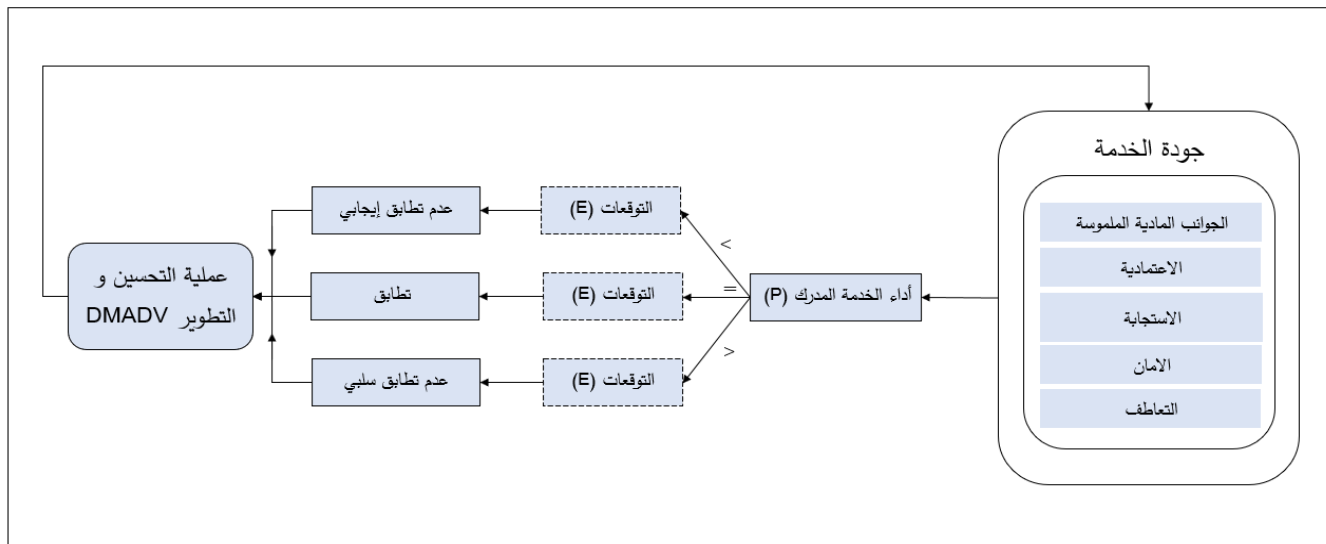 جودة الخدمة
الجوانب المادية الملموسة
الاعتمادية
الاستجابة
الامان
التعاطف
أداء الخدمة المدرك (P)
<
=
>
التوقعات (E)
عدم تطابق إيجابي
التوقعات (E)
تطابق
التوقعات (E)
عدم تطابق سلبي
عملية التحسين و
التطوير DMADV